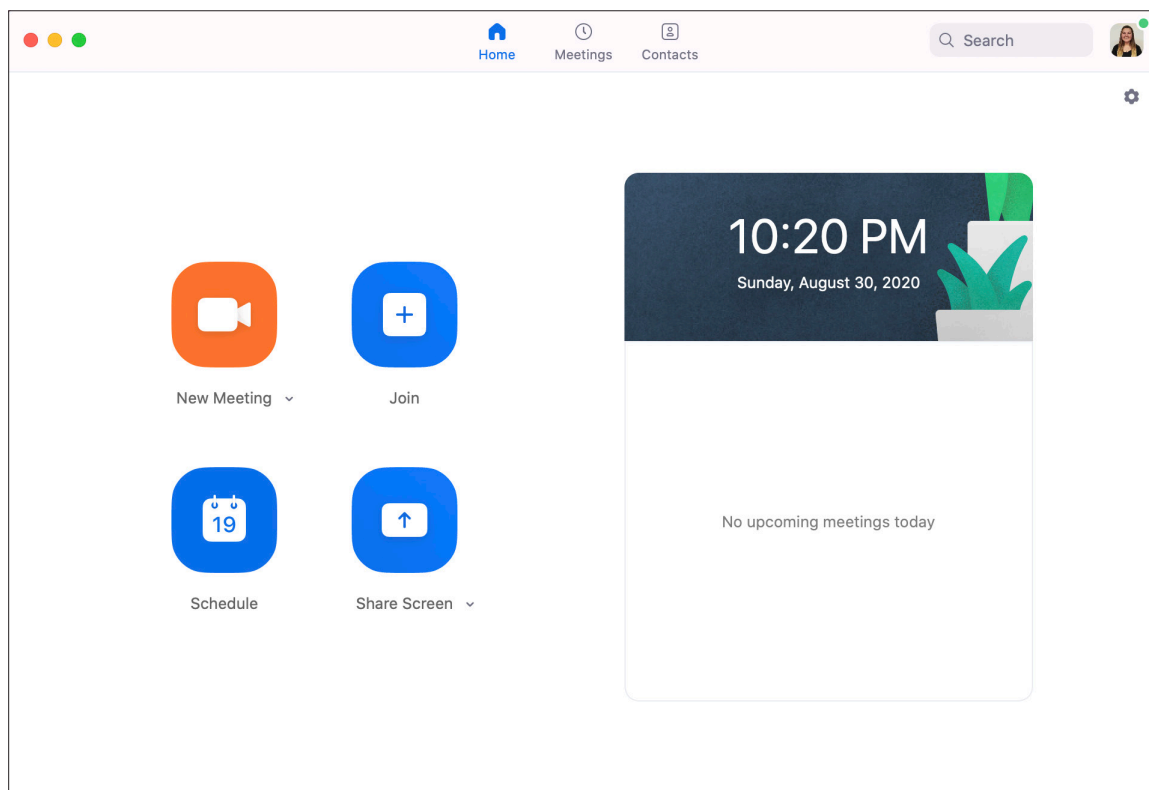 Home
Meetings
Contacts
Search
10:20 PM
Sunday, August 30, 2020
New Meeting
Join
19
Schedule
Share Screen
No upcoming meetings today